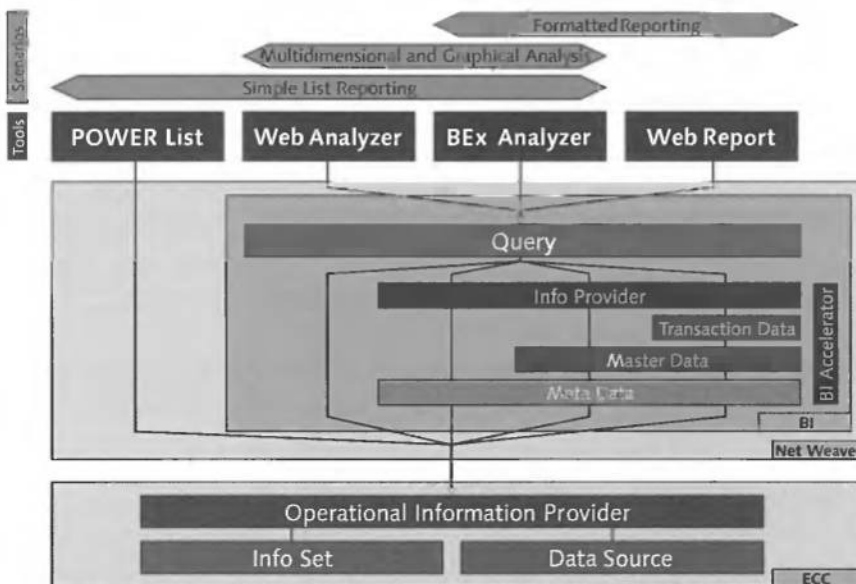 Scenarios
Formatted Reporting
Multidimensional and Graphical Analysis
Simple List Reporting
Tools
POWER List
Web Analyzer
BEx Analyzer
Web Report
Query
Info Provider
Transaction Data
Master Data
Meta Data
BI Accelerator
BI
Net Weave
Operational Information Provider
Info Set
Data Source
ECC